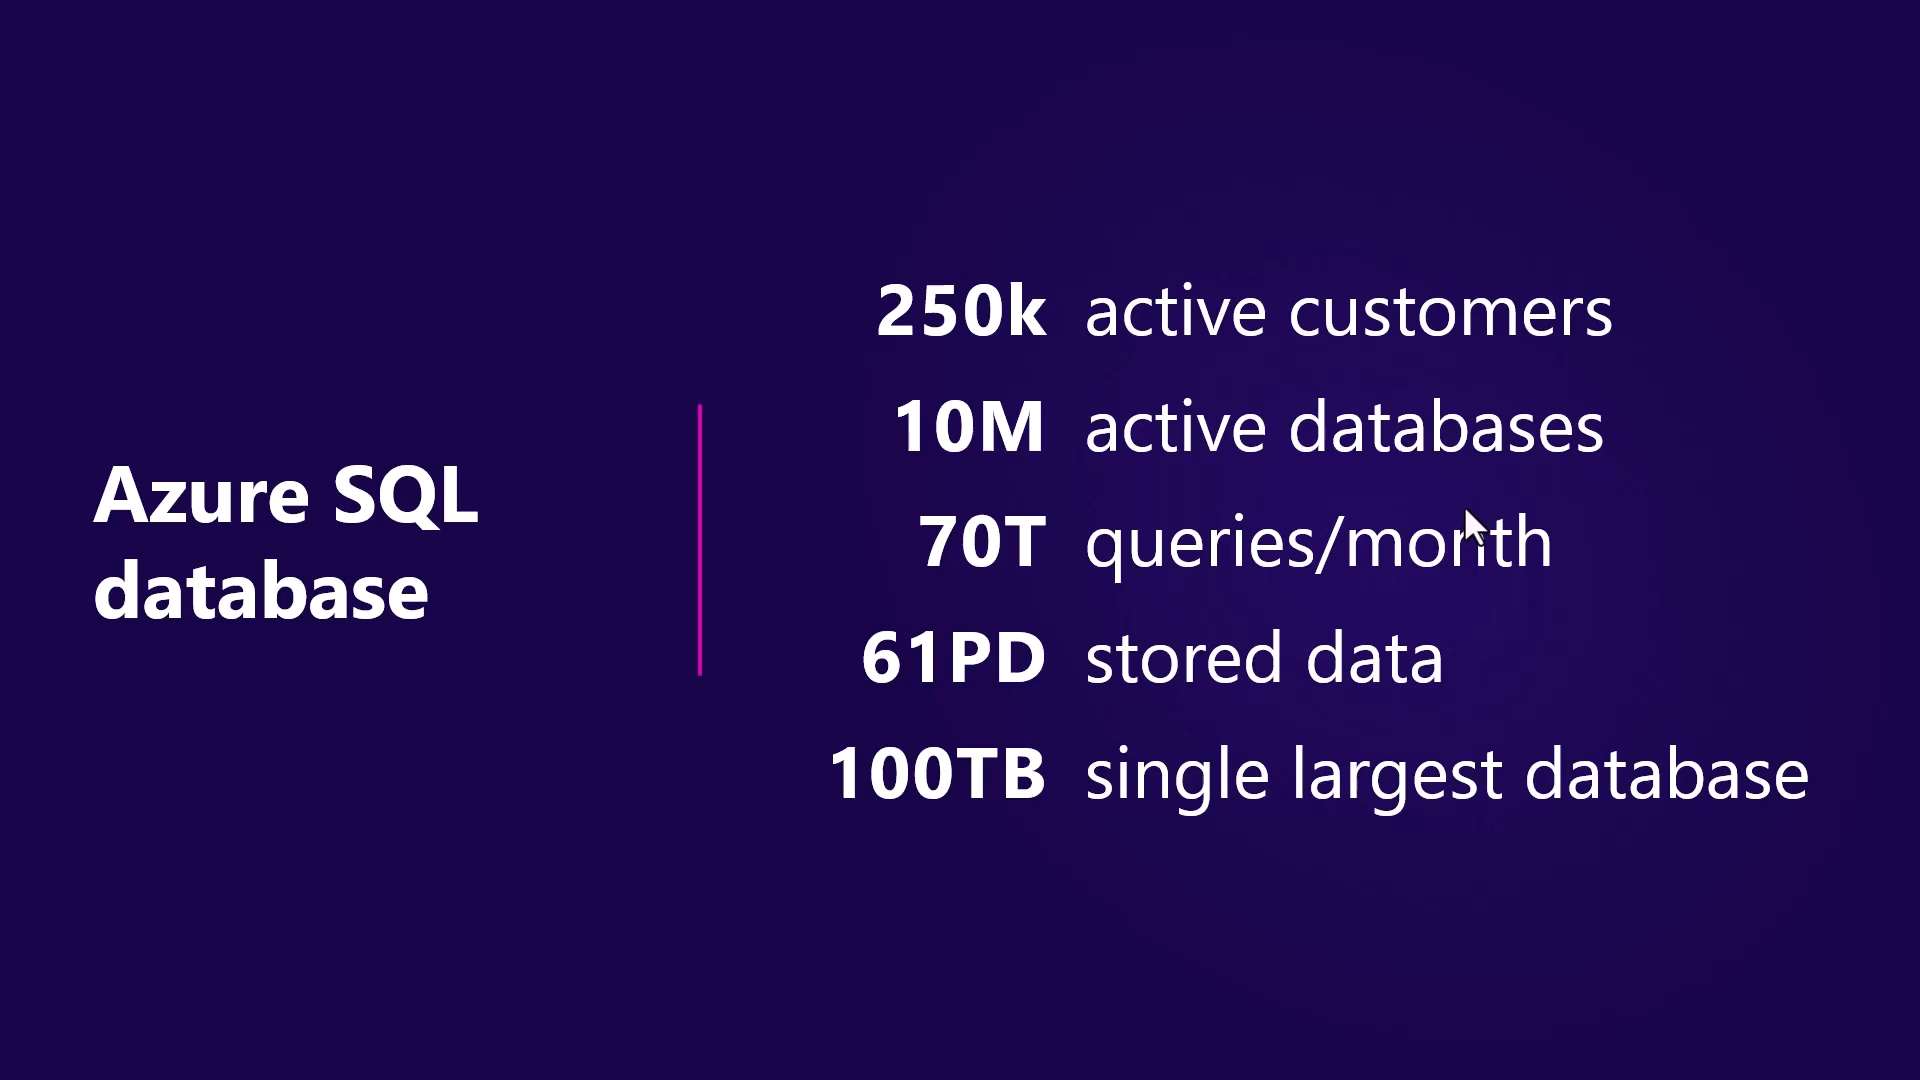 Azure SQL
database
250k active customers
10M active databases
70T queries/month
61PD stored data
100TB single largest database